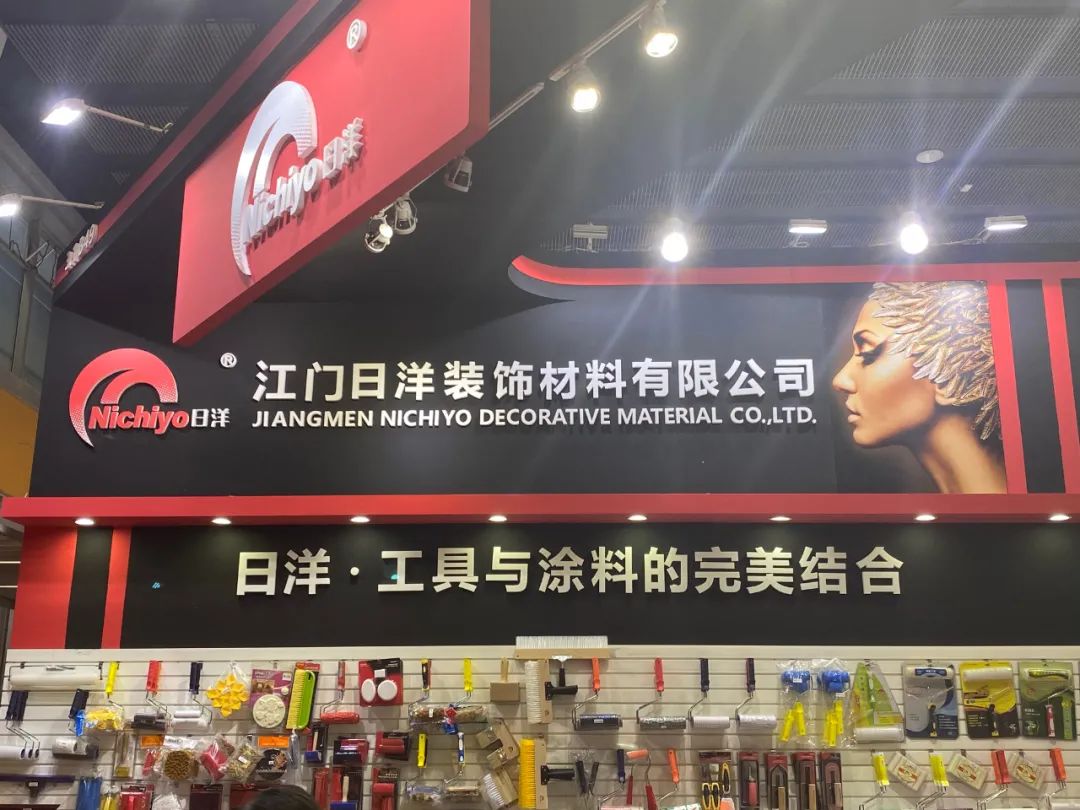 ®
Nichiyo日洋
®
江门日洋装饰材料有限公司
Nichiyo日洋
JIANGMEN NICHIYO DECORATIVE MATERIAL CO.,LTD.
日洋·工具与涂料的完美结合